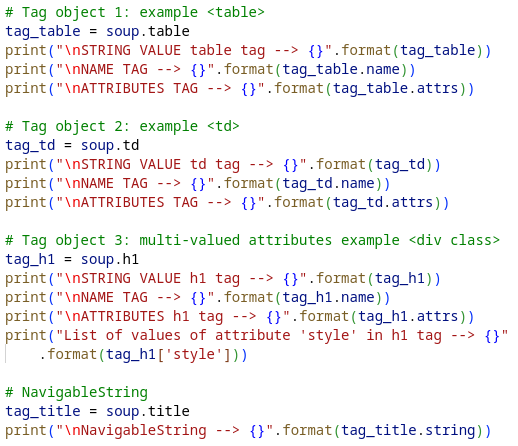 # Tag object 1: example <table>
tag_table = soup.table
print("\nSTRING VALUE table tag --> {}".format(tag_table))
print("\nNAME TAG --> {}".format(tag_table.name))
print("\nATTRIBUTES TAG --> {}".format(tag_table.attrs))

# Tag object 2: example <td>
tag_td = soup.td
print("\nSTRING VALUE td tag --> {}".format(tag_td))
print("\nNAME TAG --> {}".format(tag_td.name))
print("\nATTRIBUTES TAG --> {}".format(tag_td.attrs))

# Tag object 3: multi-valued attributes example <div class>
tag_h1 = soup.h1
print("\nSTRING VALUE h1 tag --> {}".format(tag_h1))
print("\nNAME TAG --> {}".format(tag_h1.name))
print("\nATTRIBUTES h1 tag --> {}".format(tag_h1.attrs))
print("List of values of attribute 'style' in h1 tag --> {}"
    .format(tag_h1['style']))

# NavigableString
tag_title = soup.title
print("\nNavigableString --> {}".format(tag_title.string))